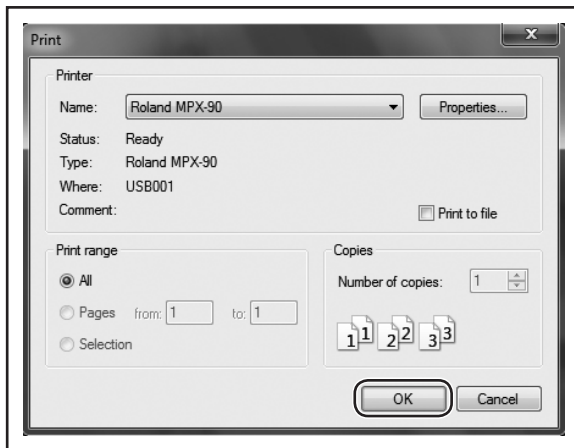 Print
X
Printer
Name: Roland MPX-90 Properties...
Status: Ready
Type: Roland MPX-90
Where: USB001
Comment: Print to file
Print range
All
Pages from: 1 to: 1
Selection
Copies
Number of copies: 1
1 1 2 2 3 3
OK Cancel